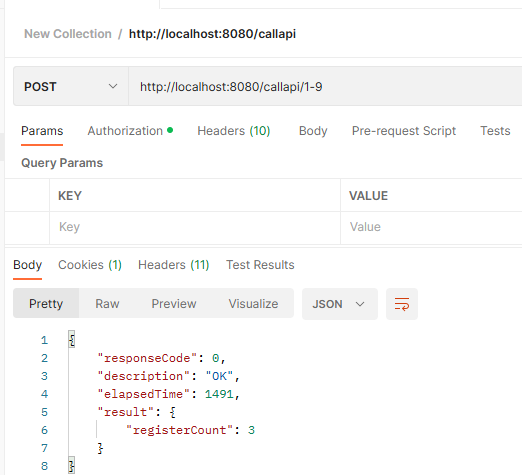 New Collection / http://localhost:8080/callapi
POST http://localhost:8080/callapi/1-9
Params Authorization Headers (10) Body Pre-request Script Tests
Query Params
KEY VALUE
Key Value
Body Cookies (1) Headers (11) Test Results
Pretty Raw Preview Visualize JSON
1 {
2 "responseCode": 0,
3 "description": "OK",
4 "elapsedTime": 1491,
5 "result": {
6 "registerCount": 3
7 }
8 }